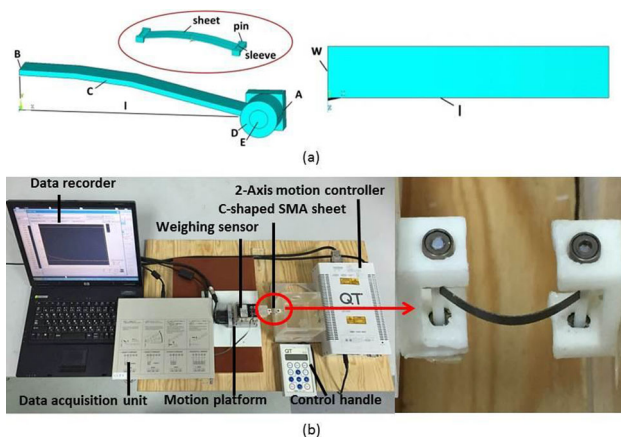 sheet
pin
sleeve
B
C
l
A
D
E
W
l
(a)
Data recorder
2-Axis motion controller
C-shaped SMA sheet
Weighing sensor
QT
QT
Data acquisition unit
Motion platform
Control handle
(b)